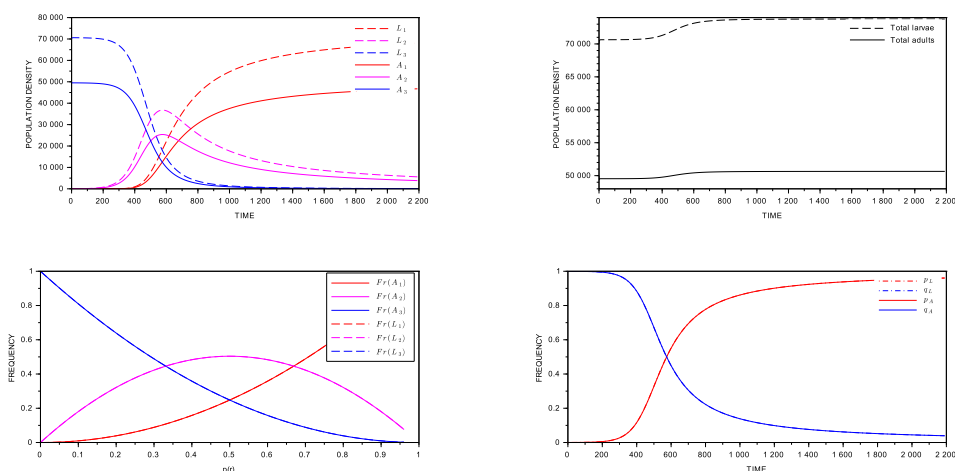 80 000
70 000
60 000
50 000
40 000
30 000
20 000
10 000
0
POPULATION DENSITY
0 200 400 600 800 1 000 1 200 1 400 1 600 1 800 2 000 2 200
TIME
L1
L2
L3
A1
A2
A3
70 000
65 000
60 000
55 000
50 000
POPULATION DENSITY
0 200 400 600 800 1 000 1 200 1 400 1 600 1 800 2 000 2 200
TIME
Total larvae
Total adults
1
0.8
0.6
0.4
0.2
0
FREQUENCY
0 0.1 0.2 0.3 0.4 0.5 0.6 0.7 0.8 0.9 1
p(r)
Fr(A1)
Fr(A2)
Fr(A3)
Fr(L1)
Fr(L2)
Fr(L3)
1
0.8
0.6
0.4
0.2
0
FREQUENCY
0 200 400 600 800 1 000 1 200 1 400 1 600 1 800 2 000 2 200
TIME
pL
qL
pA
qA